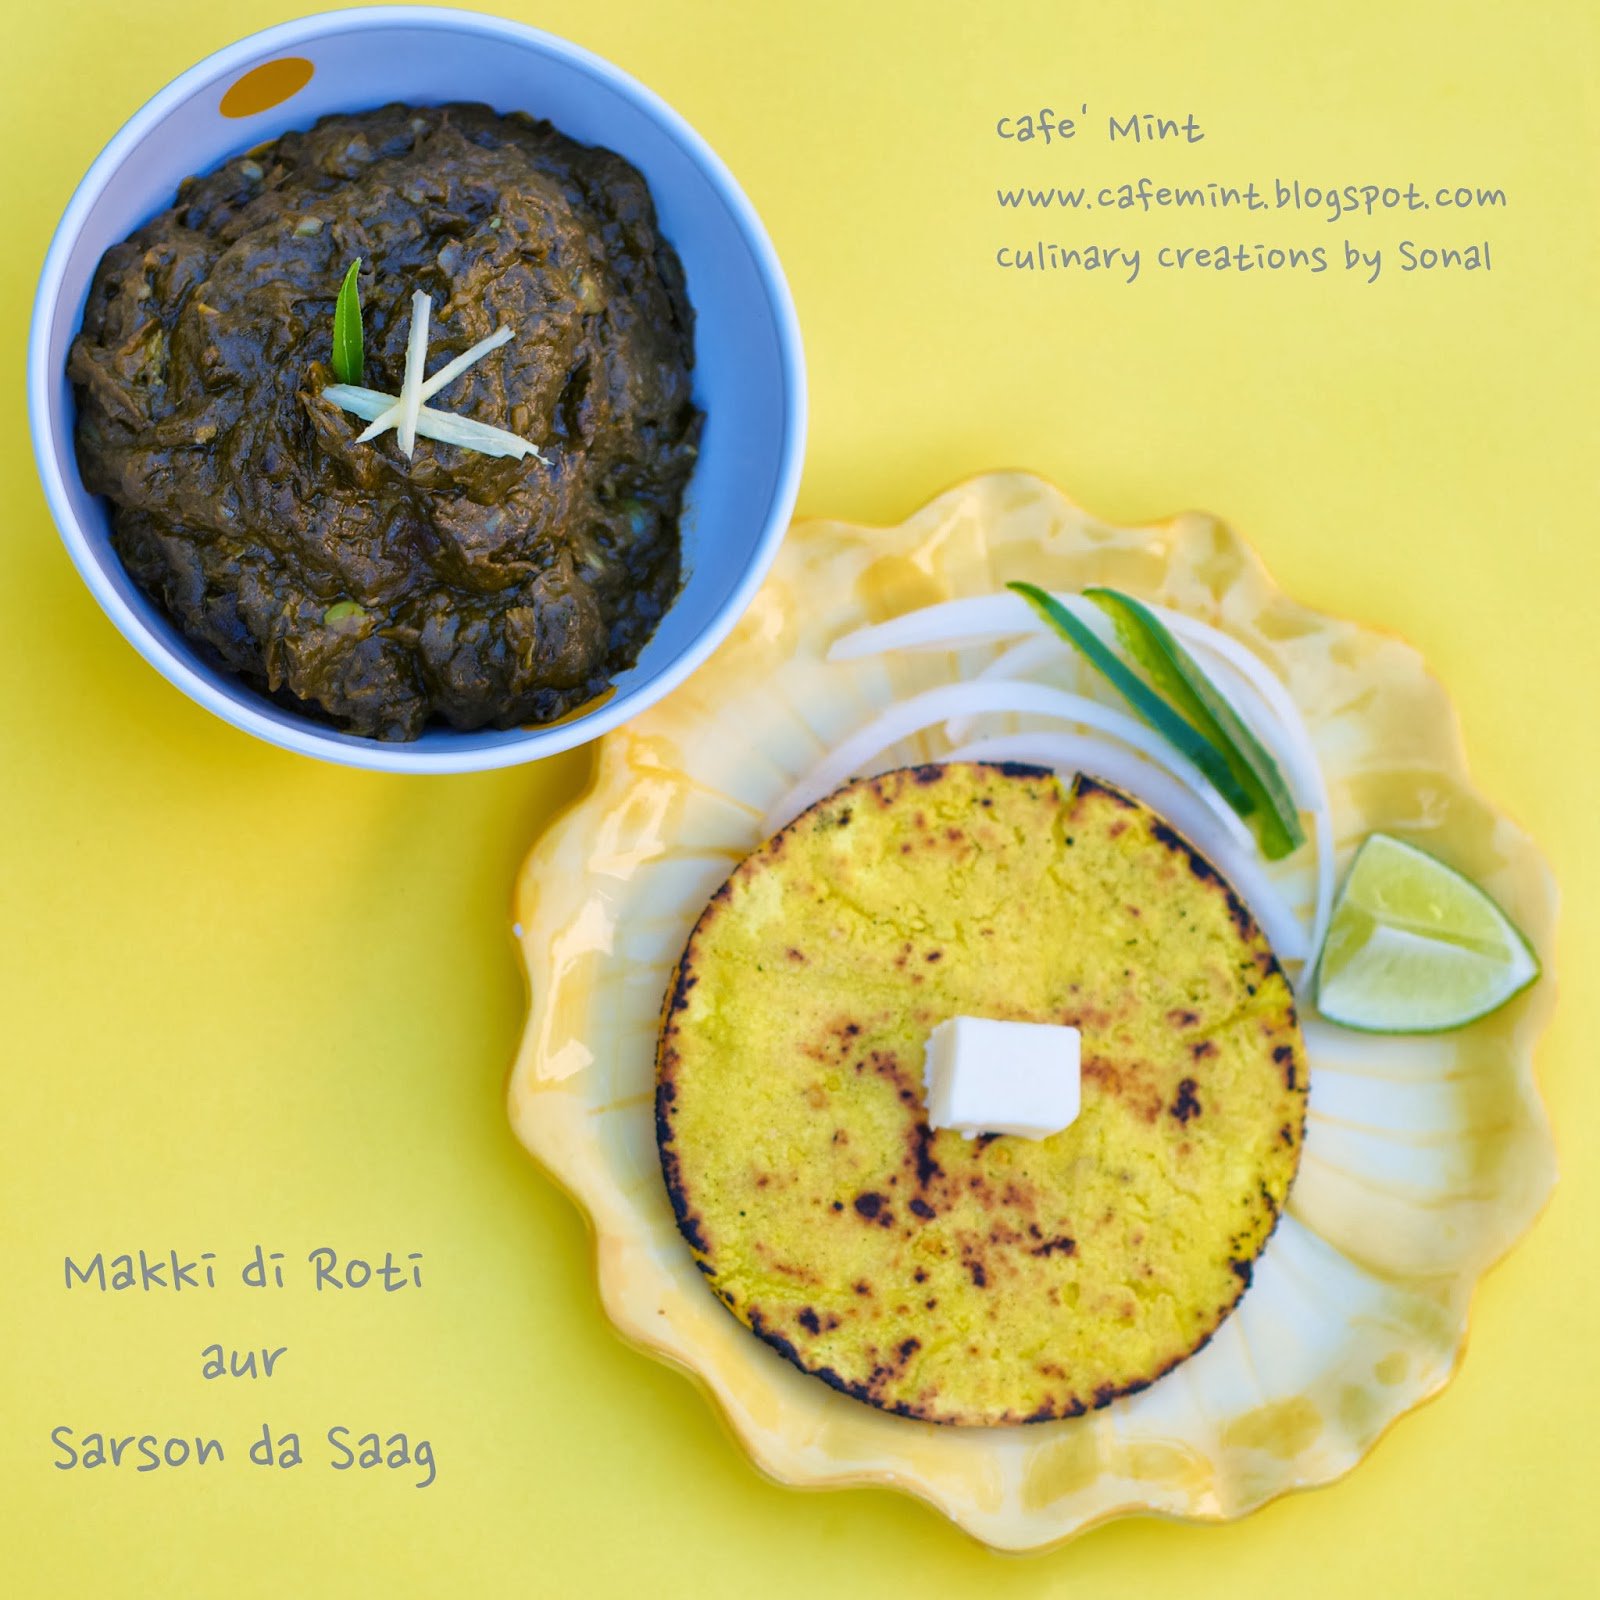 Cafe' Mint
www.cafemint.blogspot.com
culinary creations by Sonal
Makki di Roti
aur
Sarson da Saag